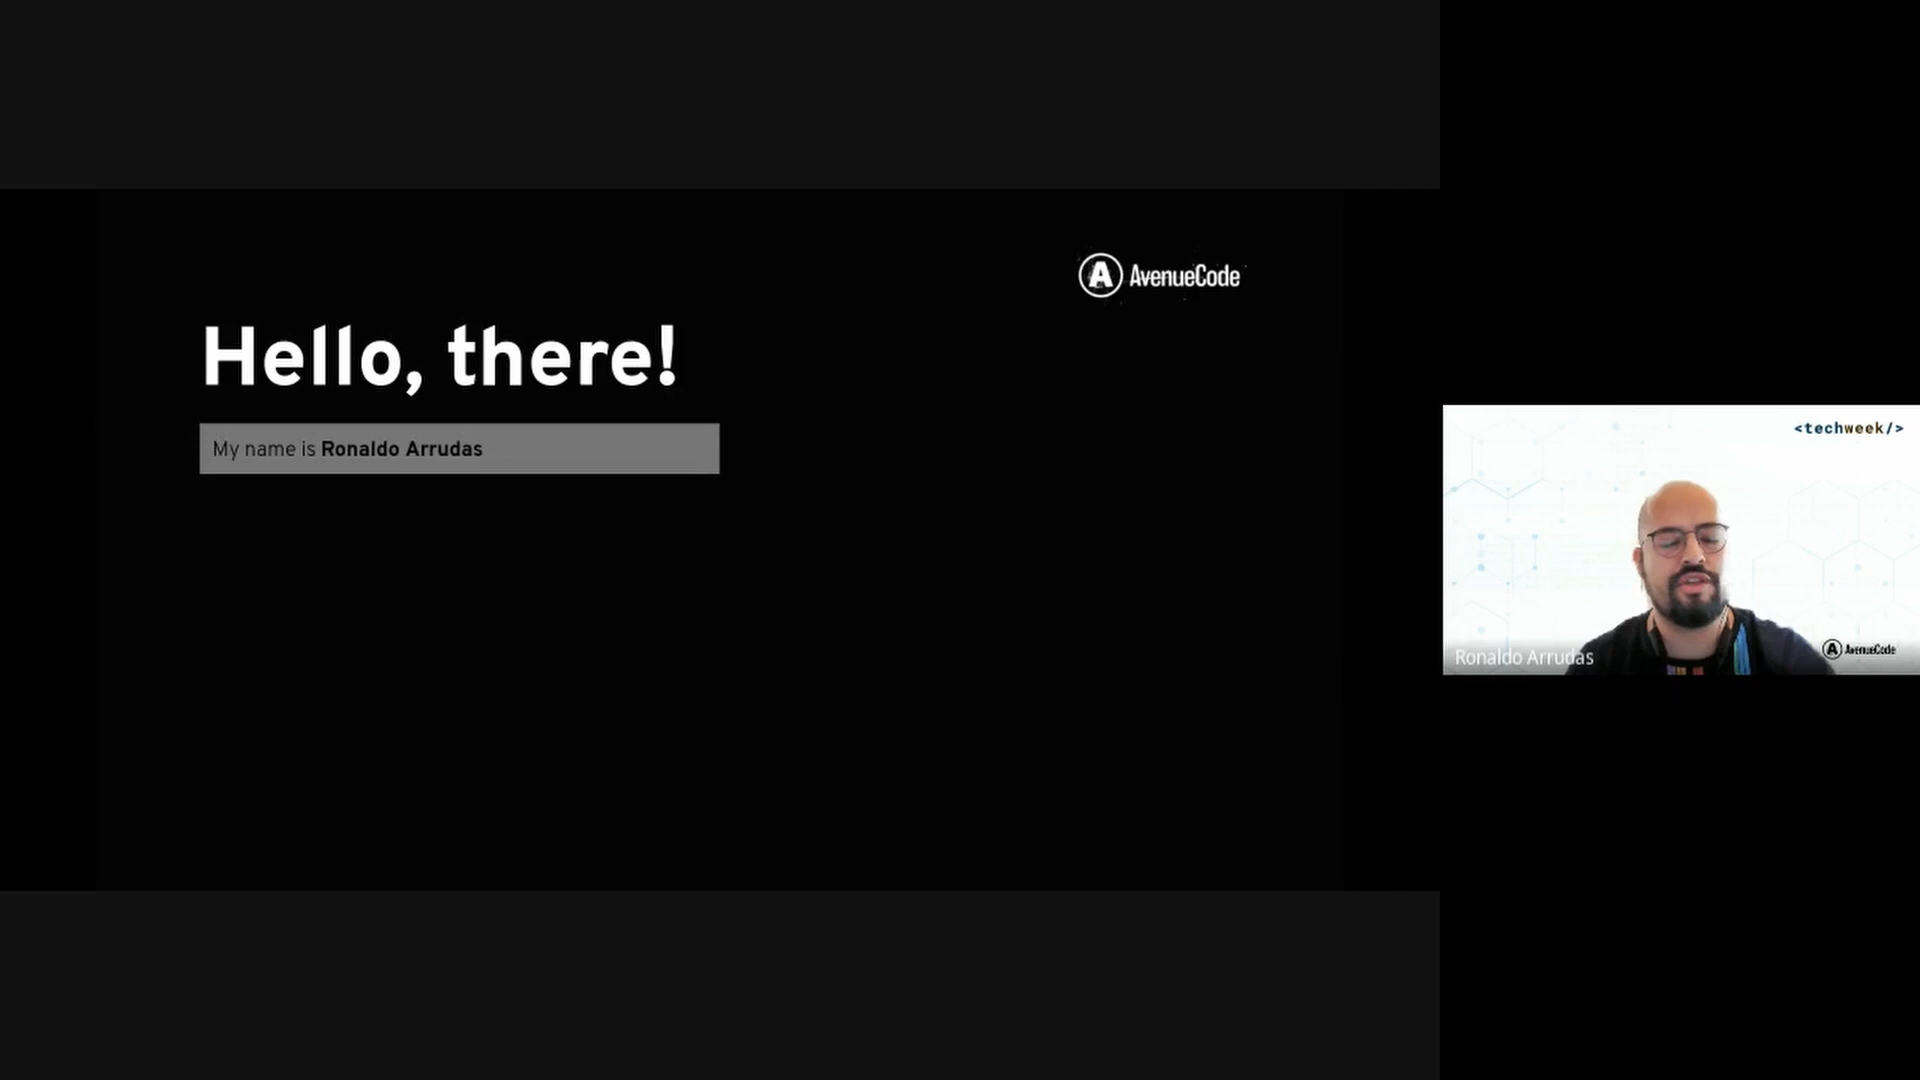 AvenueCode
Hello, there!
My name is Ronaldo Arrudas
<techweek/>
Ronaldo Arrudas
AvenueCode